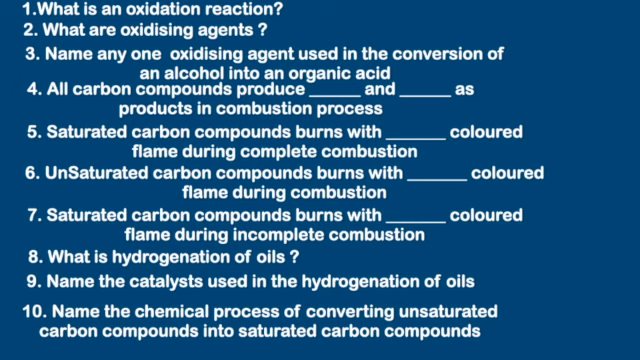 1.What is an oxidation reaction?
2. What are oxidising agents ?
3. Name any one oxidising agent used in the conversion of
an alcohol into an organic acid
4. All carbon compounds produce ______ and ______ as
products in combustion process
5. Saturated carbon compounds burns with _______ coloured
flame during complete combustion
6. UnSaturated carbon compounds burns with _______ coloured
flame during combustion
7. Saturated carbon compounds burns with _______ coloured
flame during incomplete combustion
8. What is hydrogenation of oils ?
9. Name the catalysts used in the hydrogenation of oils
10. Name the chemical process of converting unsaturated
carbon compounds into saturated carbon compounds